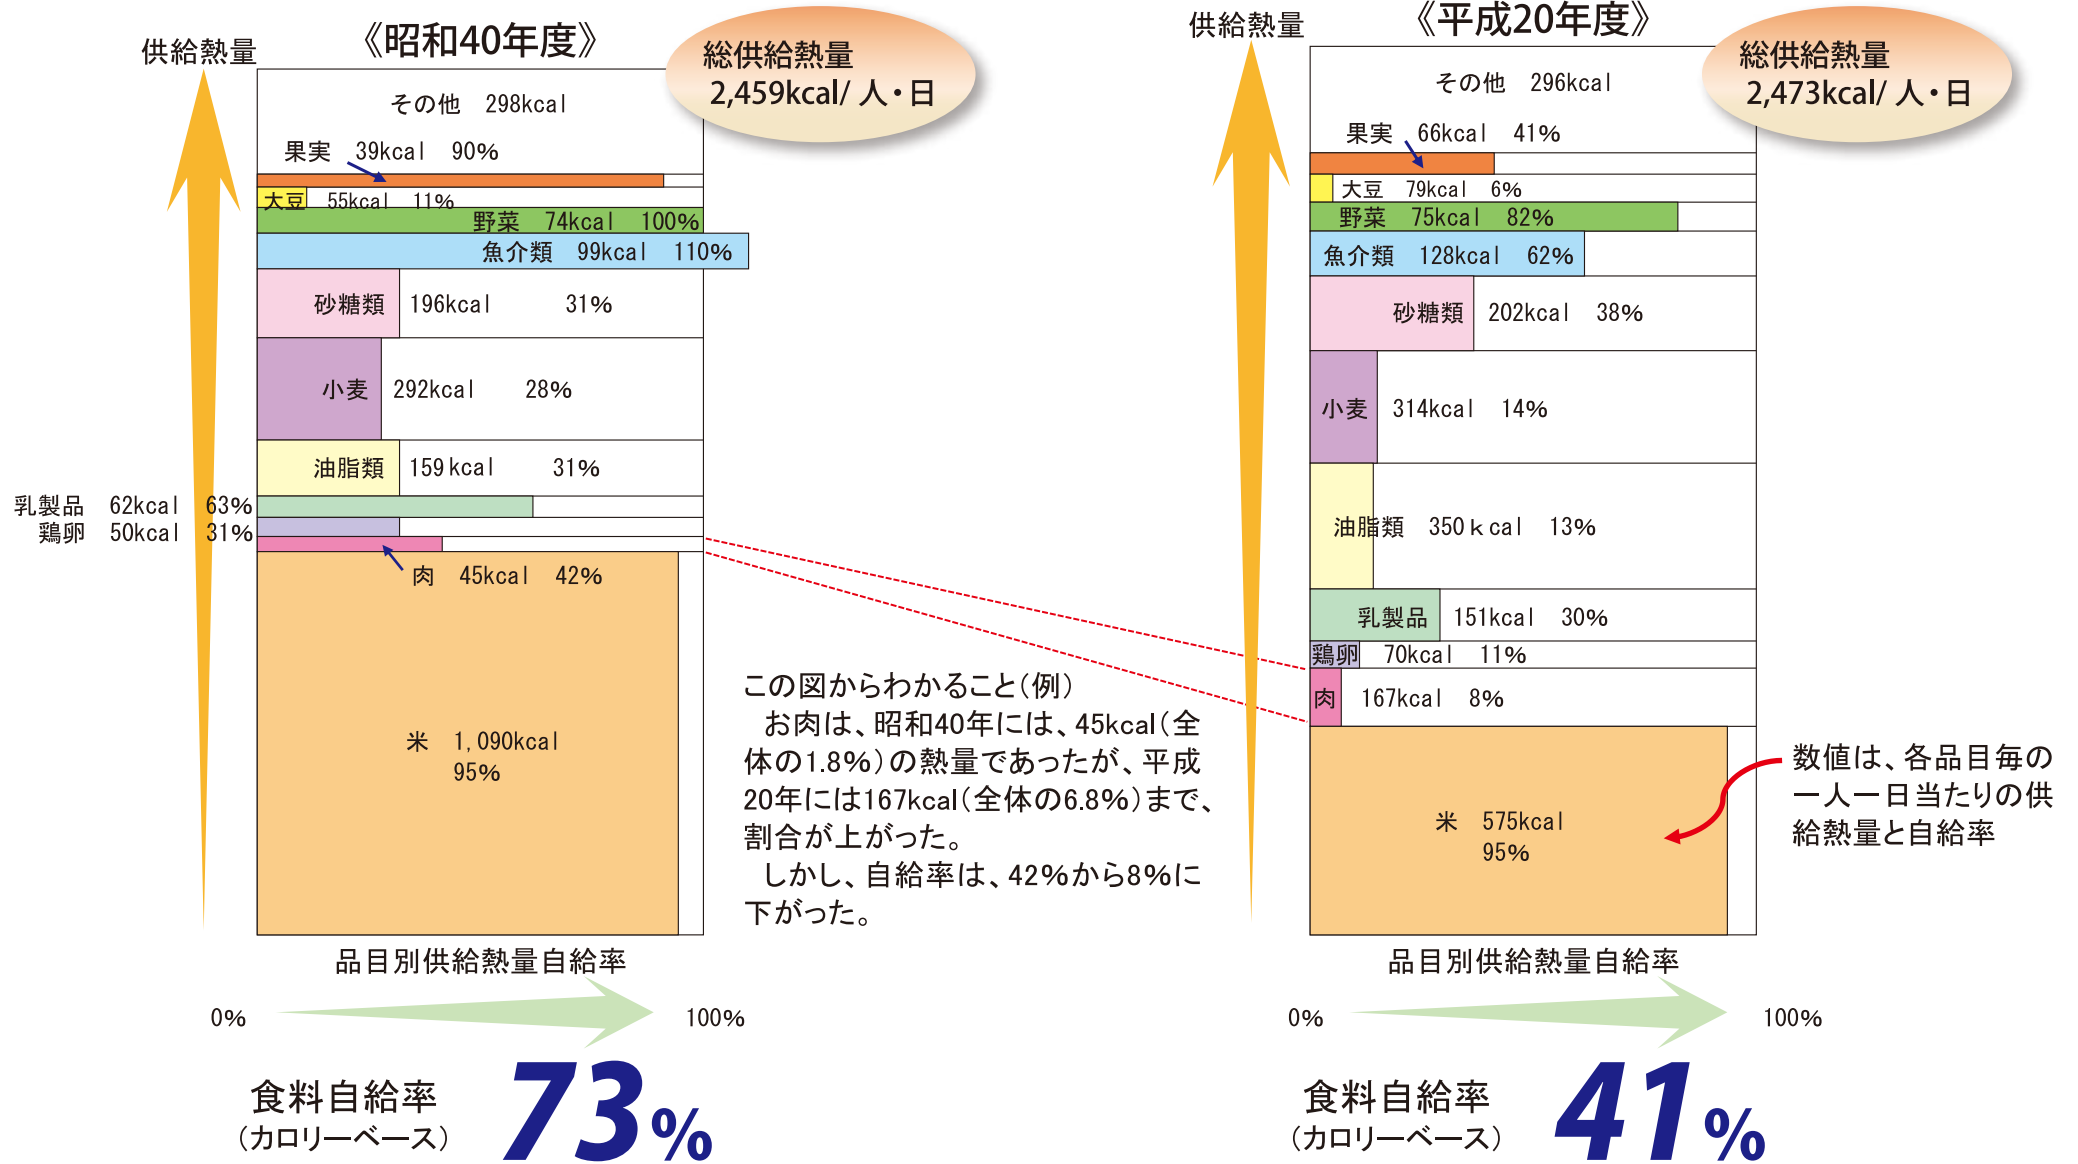 《昭和40年度》
供給熱量
総供給熱量
2,459kcal/ 人・日
その他 298kcal
果実 39kcal 90%
大豆 55kcal 11%
野菜 74kcal 100%
魚介類 99kcal 110%
砂糖類 196kcal 31%
小麦 292kcal 28%
油脂類 159kcal 31%
乳製品 62kcal 63%
鶏卵 50kcal 31%
肉 45kcal 42%
米 1,090kcal
95%
品目別供給熱量自給率
0% 100%
食料自給率
(カロリーベース)
73%
この図からわかること(例)
お肉は、昭和40年には、45kcal(全
体の1.8%)の熱量であったが、平成
20年には167kcal(全体の6.8%)まで、
割合が上がった。
しかし、自給率は、42%から8%に
下がった。
《平成20年度》
供給熱量
総供給熱量
2,473kcal/ 人・日
その他 296kcal
果実 66kcal 41%
大豆 79kcal 6%
野菜 75kcal 82%
魚介類 128kcal 62%
砂糖類 202kcal 38%
小麦 314kcal 14%
油脂類 350ｋcal 13%
乳製品 151kcal 30%
鶏卵 70kcal 11%
肉 167kcal 8%
米 575kcal
95%
数値は、各品目毎の
一人一日当たりの供
給熱量と自給率
品目別供給熱量自給率
0% 100%
食料自給率
(カロリーベース)
41%